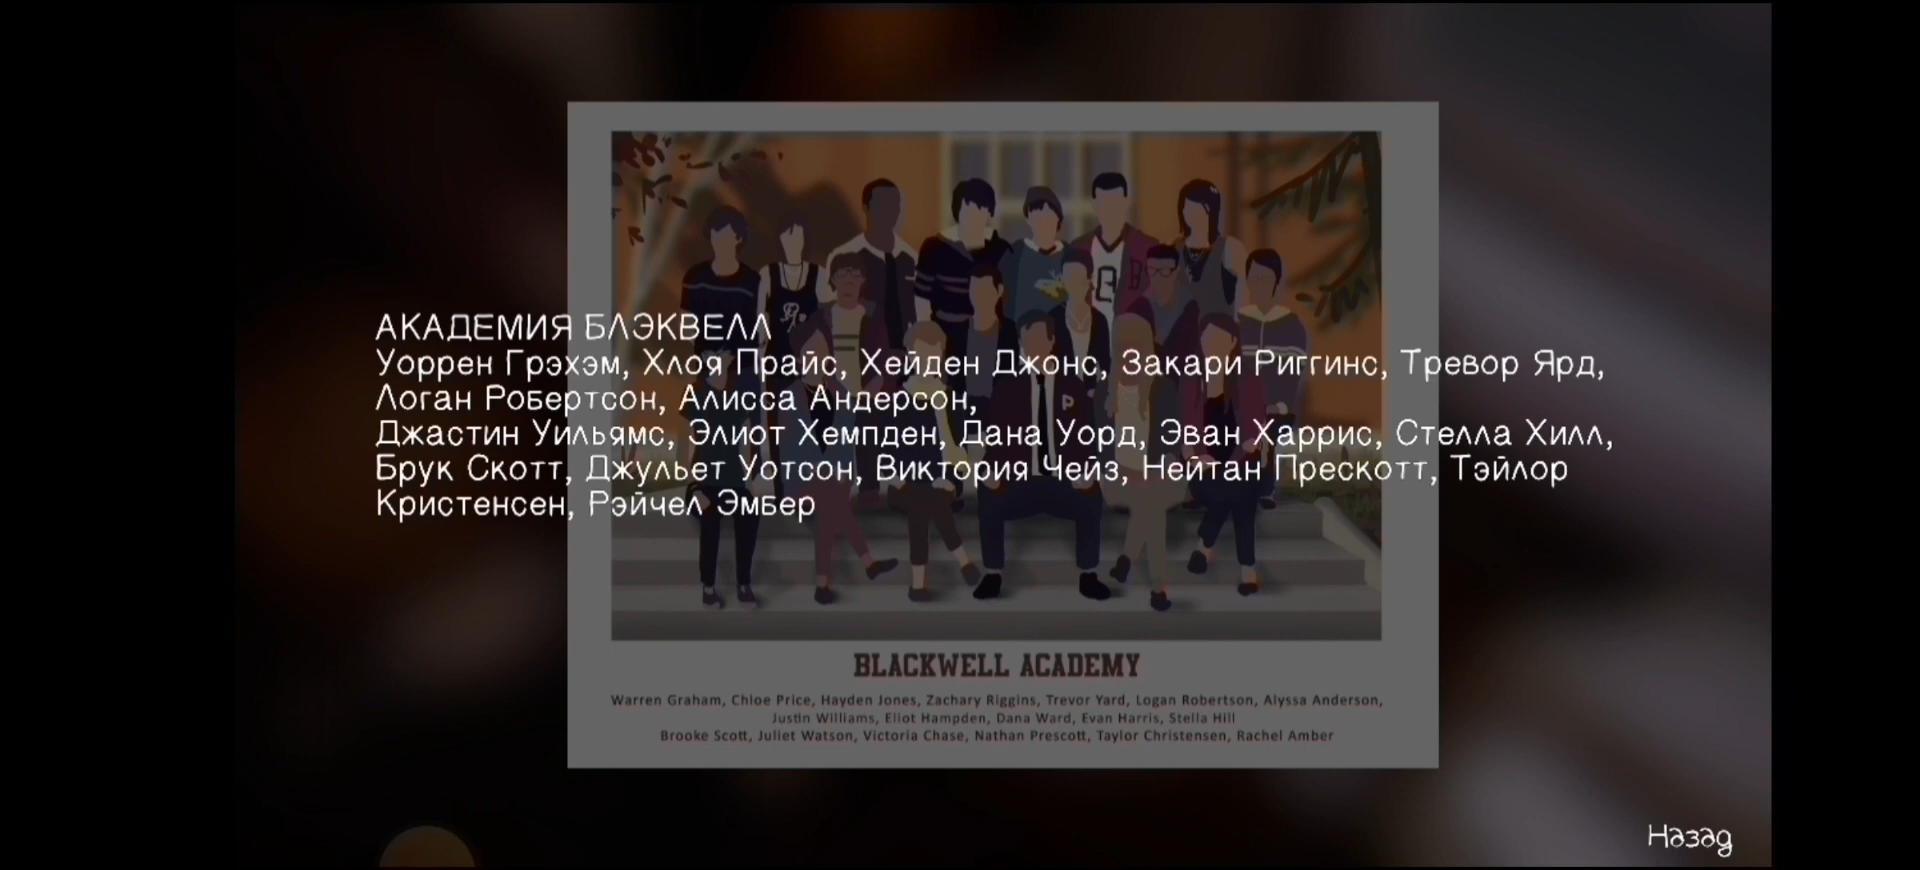 АКАДЕМИЯ БЛЭКВЕЛЛ
Уоррен Грэхэм, Хлоя Прайс, Хейден Джонс, Закари Риггинс, Тревор Ярд,
Логан Робертсон, Алисса Андерсон,
Джастин Уильямс, Элиот Хемпден, Дана Уорд, Эван Харрис, Стелла Хилл,
Брук Скотт, Джульет Уотсон, Виктория Чейз, Нейтан Прескотт, Тэйлор
Кристенсен, Рэйчел Эмбер
BLACKWELL ACADEMY
Warren Graham, Chloe Price, Hayden Jones, Zachary Riggins, Trevor Yard, Logan Robertson, Alyssa Anderson,
Justin Williams, Eliot Hampden, Dana Ward, Evan Harris, Stella Hill
Brooke Scott, Juliet Watson, Victoria Chase, Nathan Prescott, Taylor Christensen, Rachel Amber
Назад